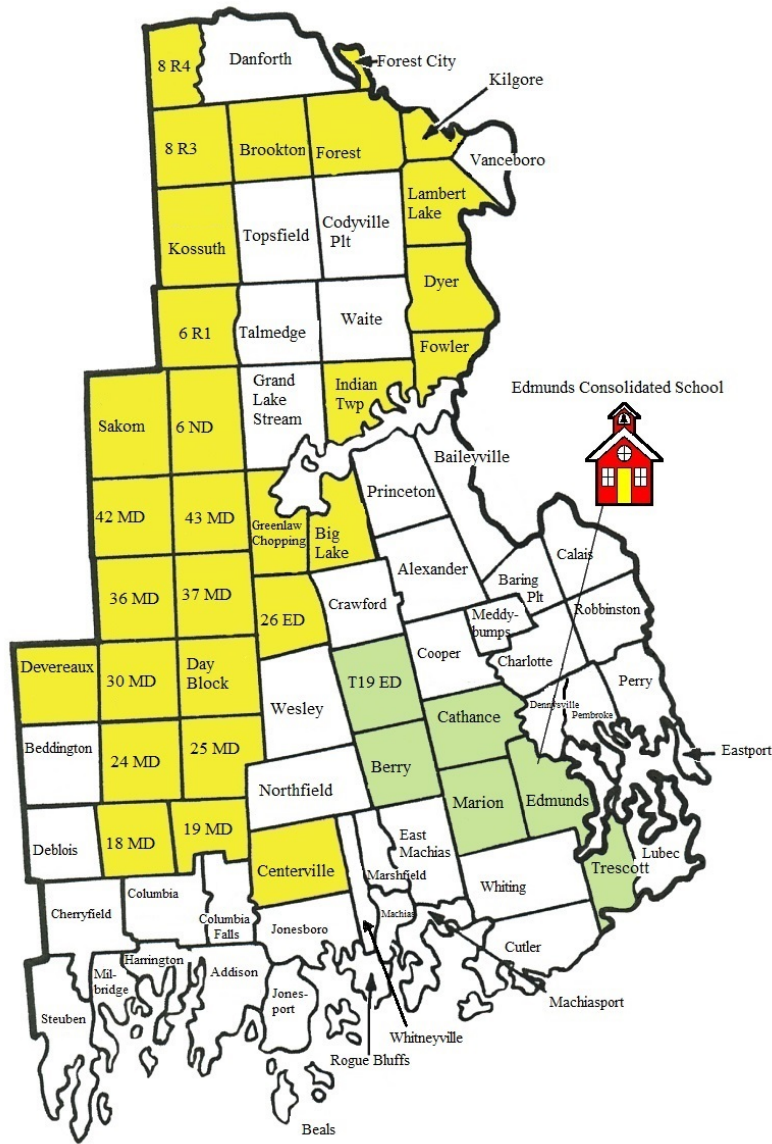 8 R4
Danforth
Forest City
Kilgore
8 R3
Brookton
Forest
Vanceboro
Lambert
Lake
Kossuth
Topsfield
Codyville
Plt
Dyer
6 R1
Talmedge
Waite
Fowler
Grand
Lake
Stream
Indian
Twp
Edmunds Consolidated School
Sakom
6 ND
Baileyville
Princeton
42 MD
43 MD
Greenlaw
Chopping
Big
Lake
Calais
Alexander
Baring
Plt
36 MD
37 MD
26 ED
Crawford
Meddy-
bumps
Robbinston
Devereaux
30 MD
Day
Block
Cooper
Charlotte
Perry
T19 ED
Wesley
Dennysville
Pembroke
Cathance
Beddington
24 MD
25 MD
Berry
Eastport
Northfield
Marion
Edmunds
18 MD
19 MD
East
Machias
Deblois
Centerville
Marshfield
Trescott
Lubec
Whiting
Columbia
Cherryfield
Columbia
Falls
Machias
Jonesboro
Cutler
Harrington
Mil-
bridge
Addison
Jones-
port
Machiasport
Steuben
Whitneyville
Rogue Bluffs
Beals